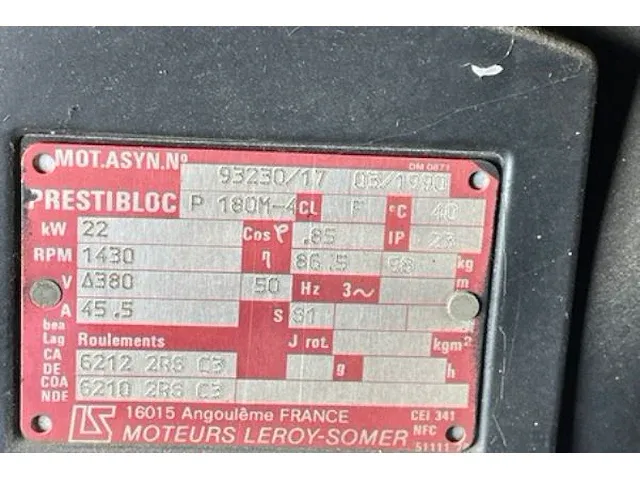 MOT.ASYN.Nº 93230/17 03/1990
DM 0871
PRESTIBLOC P 180M-4 CL F °C 40
kW 22 Cos φ .85 IP 23
RPM 1430 η 86.5 kg
V Δ380 50 Hz 3~
A 45.5 S S1
bea
Lag Roulements J rot. kgm²
CA
DE 6212 2RS C3 g h
COA
NDE 6210 2RS C3
LS 16015 Angoulême FRANCE CEI 341
MOTEURS LEROY-SOMER NFC
51111